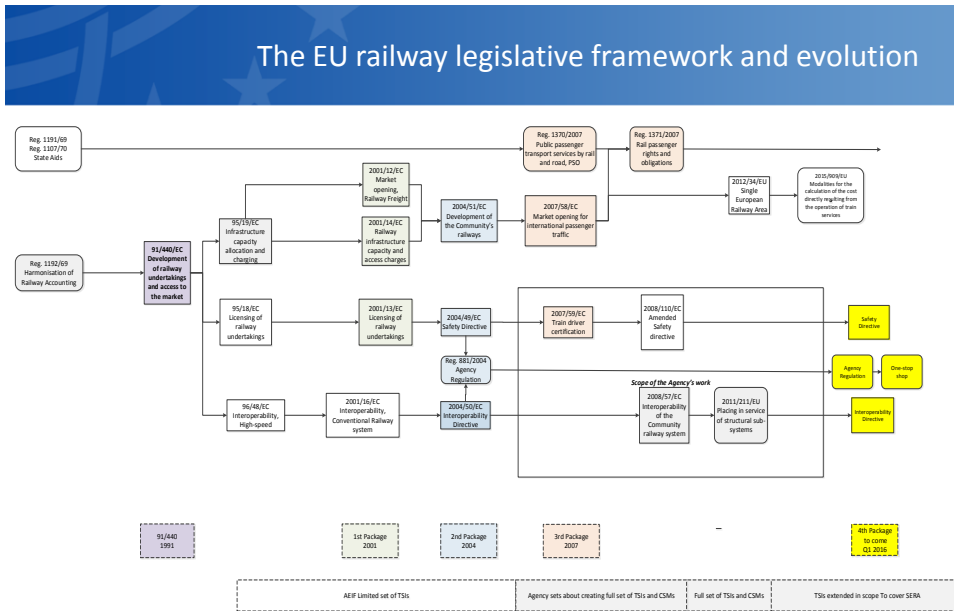 The EU railway legislative framework and evolution
Reg. 1191/69
Reg. 1107/70
State Aids
Reg. 1370/2007
Public passenger
transport services by rail
and road, PSO
Reg. 1371/2007
Rail passenger
rights and
obligations
2001/12/EC
Market
opening,
Railway Freight
2004/51/EC
Development of
the Community's
railways
2007/58/EC
Market opening for
international passenger
traffic
2012/34/EU
Single
European
Railway Area
2015/909/EU
Modalities for the
calculation of the cost
directly resulting from
the operation of train
services
95/19/EC
Infrastructure
capacity
allocation and
charging
2001/14/EC
Railway
infrastructure
capacity and
access charges
Reg. 1192/69
Harmonisation of
Railway Accounting
91/440/EC
Development
of railway
undertakings
and access to
the market
95/18/EC
Licensing of
railway
undertakings
2001/13/EC
Licensing of
railway
undertakings
2004/49/EC
Safety Directive
2007/59/EC
Train driver
certification
2008/110/EC
Amended
Safety
directive
Safety
Directive
Reg. 881/2004
Agency
Regulation
Agency
Regulation
One-stop
shop
Scope of the Agency's work
96/48/EC
Interoperability,
High-speed
2001/16/EC
Interoperability,
Conventional Railway
system
2004/50/EC
Interoperability
Directive
2008/57/EC
Interoperability
of the
Community
railway system
2011/211/EU
Placing in service
of structural sub-
systems
Interoperability
Directive
91/440
1991
1st Package
2001
2nd Package
2004
3rd Package
2007
–
4th Package
to come
Q1 2016
AEIF Limited set of TSIs
Agency sets about creating full set of TSIs and CSMs
Full set of TSIs and CSMs
TSIs extended in scope To cover SERA